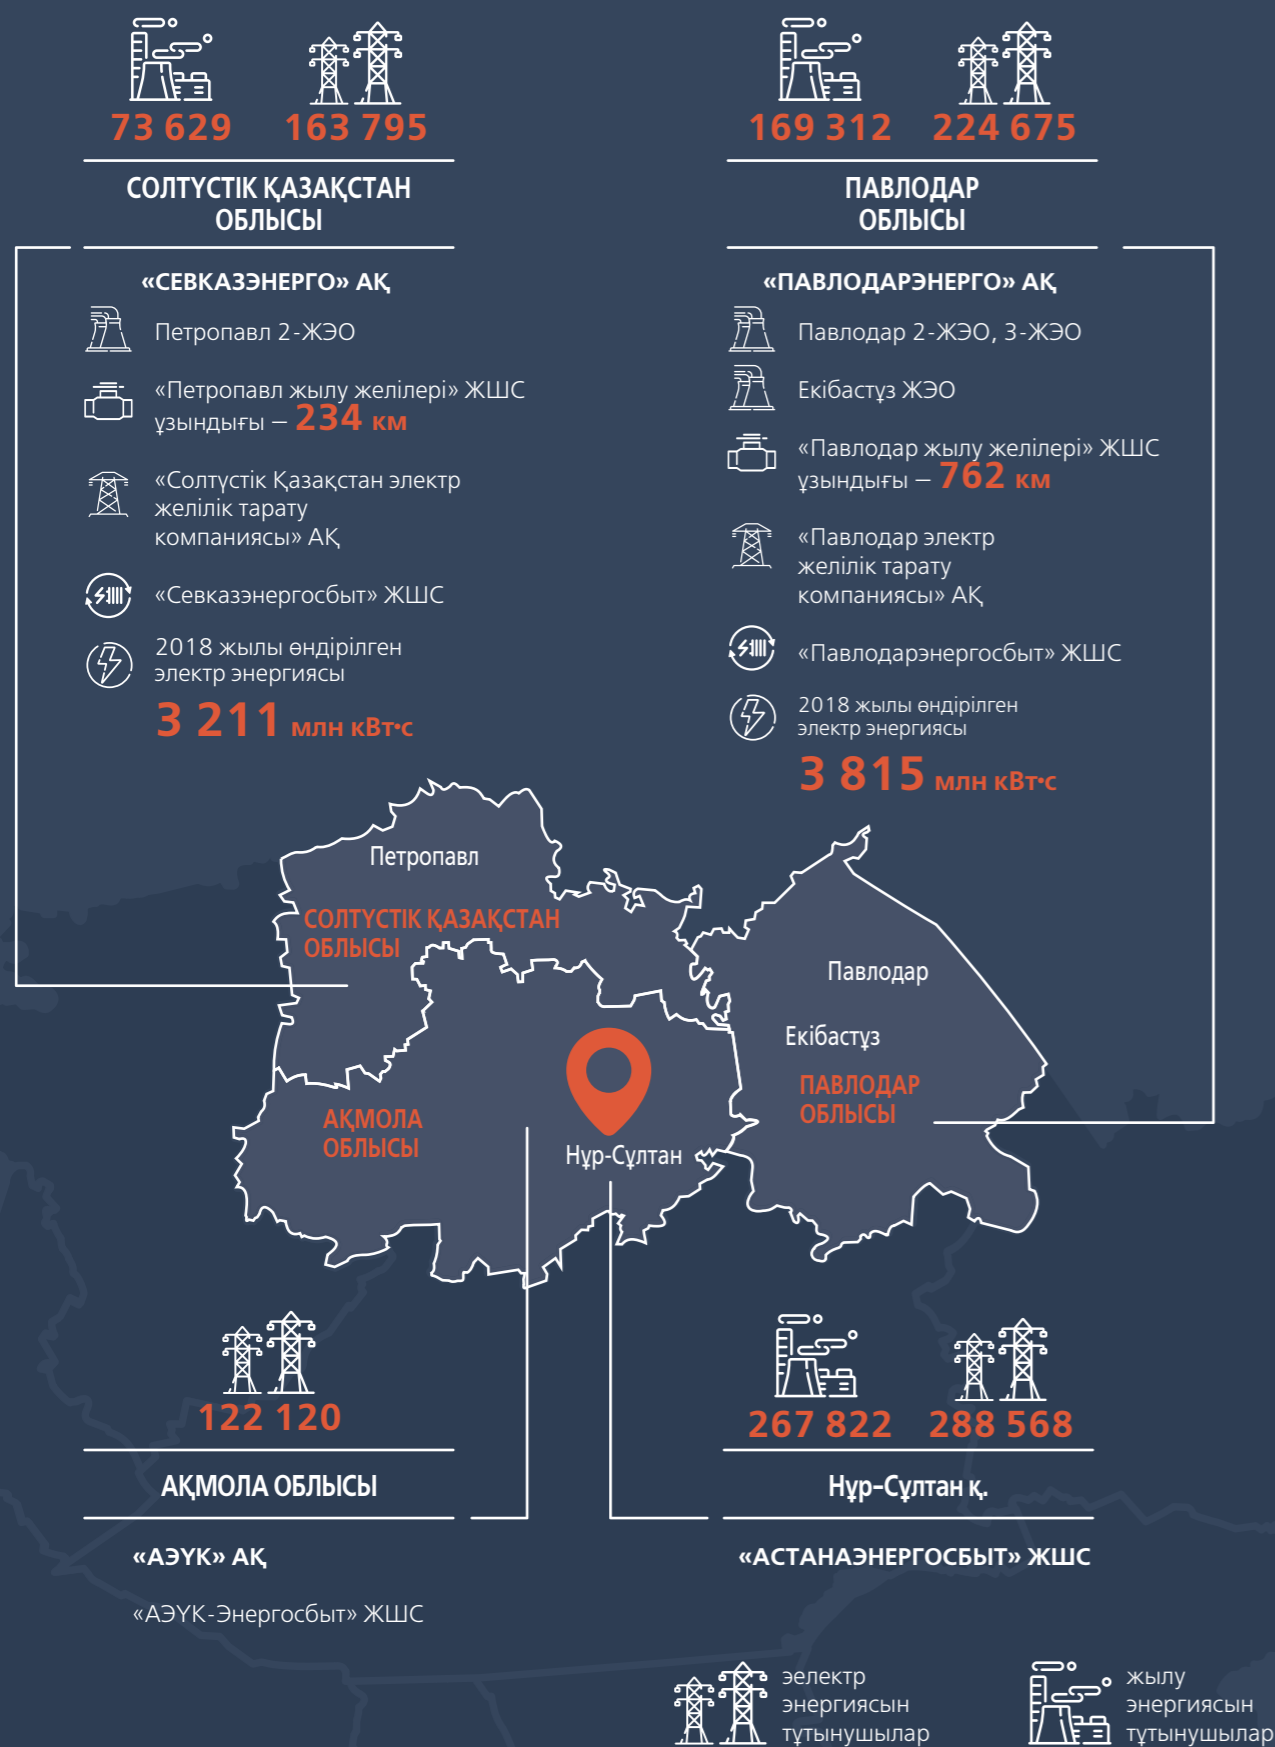 73 629
163 795
СОЛТҮСТІК ҚАЗАҚСТАН
ОБЛЫСЫ
«СЕВКАЗЭНЕРГО» АҚ
Петропавл 2-ЖЭО
«Петропавл жылу желілері» ЖШС
ұзындығы – 234 км
«Солтүстік Қазақстан электр
желілік тарату
компаниясы» АҚ
«Севказэнергосбыт» ЖШС
2018 жылы өндірілген
электр энергиясы
3 211 млн кВт•с
169 312
224 675
ПАВЛОДАР
ОБЛЫСЫ
«ПАВЛОДАРЭНЕРГО» АҚ
Павлодар 2-ЖЭО, 3-ЖЭО
Екібастұз ЖЭО
«Павлодар жылу желілері» ЖШС
ұзындығы – 762 км
«Павлодар электр
желілік тарату
компаниясы» АҚ
«Павлодарэнергосбыт» ЖШС
2018 жылы өндірілген
электр энергиясы
3 815 млн кВт•с
Петропавл
СОЛТҮСТІК ҚАЗАҚСТАН
ОБЛЫСЫ
Павлодар
Екібастұз
ПАВЛОДАР
ОБЛЫСЫ
АҚМОЛА
ОБЛЫСЫ
Нұр-Сұлтан
122 120
АҚМОЛА ОБЛЫСЫ
«АЭҮК» АҚ
«АЭҮК-Энергосбыт» ЖШС
267 822
288 568
Нұр-Сұлтан қ.
«АСТАНАЭНЕРГОСБЫТ» ЖШС
эелектр
энергиясын
тұтынушылар
жылу
энергиясын
тұтынушылар